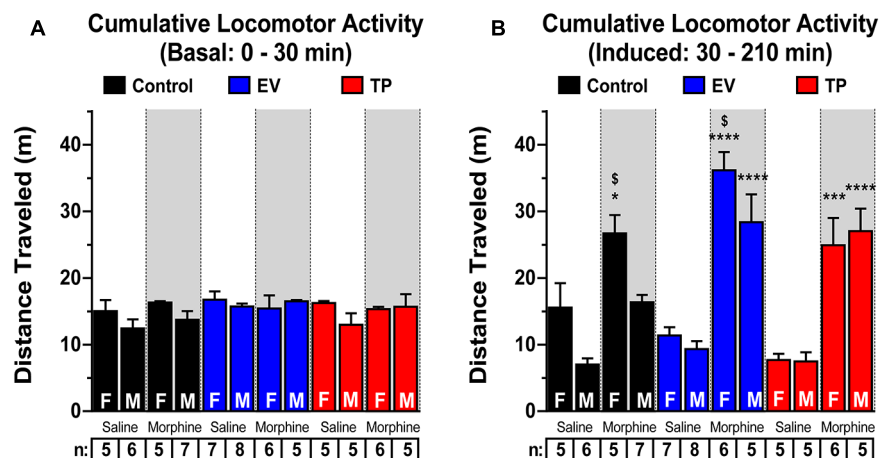 A
Cumulative Locomotor Activity
(Basal: 0 - 30 min)
Control EV TP
Distance Traveled (m)
40
30
20
10
0
F M F M F M F M F M F M
Saline Morphine Saline Morphine Saline Morphine
n: 5 6 5 7 7 8 6 5 5 5 6 5
B
Cumulative Locomotor Activity
(Induced: 30 - 210 min)
Control EV TP
Distance Traveled (m)
40
30
20
10
0
$
*
$
****
****
***
****
F M F M F M F M F M F M
Saline Morphine Saline Morphine Saline Morphine
5 6 5 7 7 8 6 5 5 5 6 5